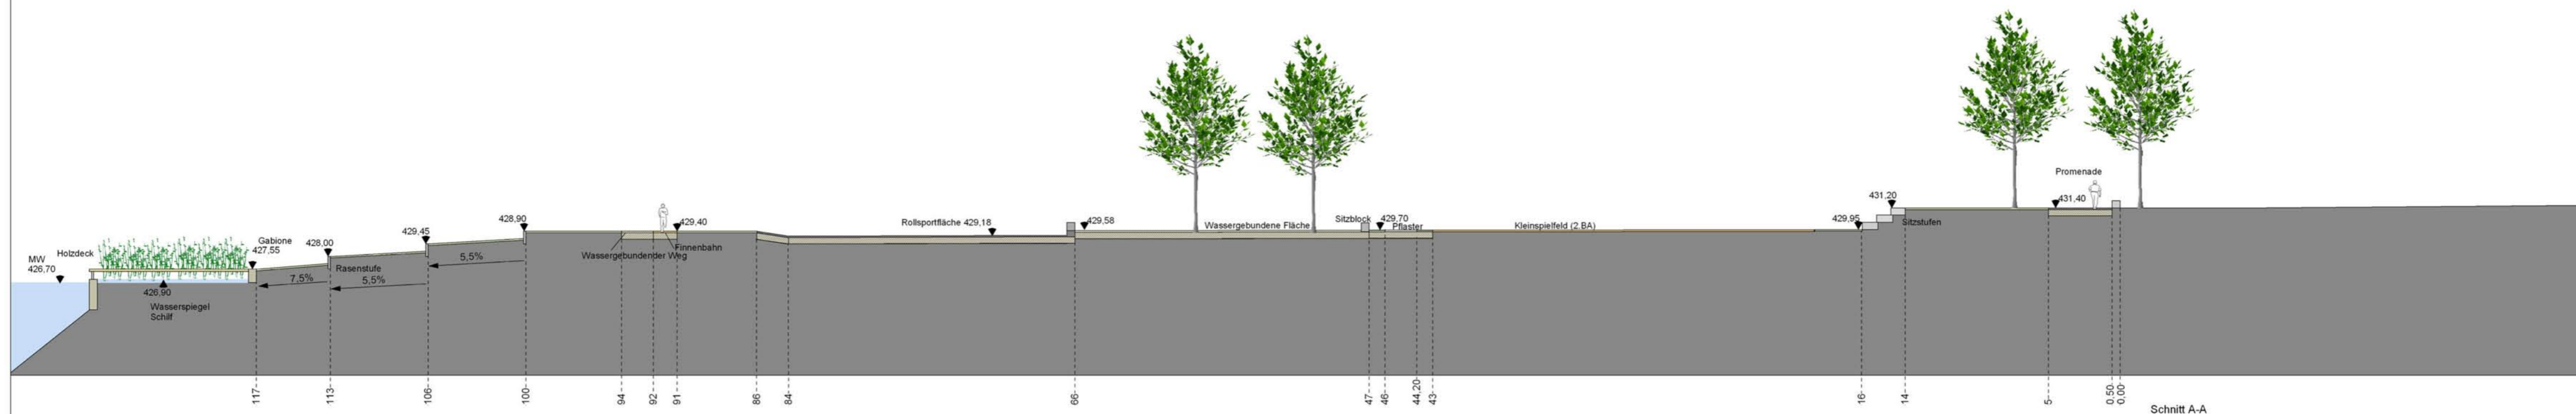 MW
426,70
Holzdeck
426,90
Wasserspiegel
Schilf
Gabione
427,55
7,5%
428,00
Rasenstufe
5,5%
429,45
5,5%
428,90
Wassergebundender Weg
Finnenbahn
429,40
Rollsportfläche 429,18
429,58
Wassergebundene Fläche
Sitzblock
429,70
Pflaster
Kleinspielfeld (2.BA)
429,95
431,20
Sitzstufen
Promenade
431,40
117
113
106
100
94
92
91
86
84
66
47
46
44,20
43
16
14
5
0,50
0,00
Schnitt A-A